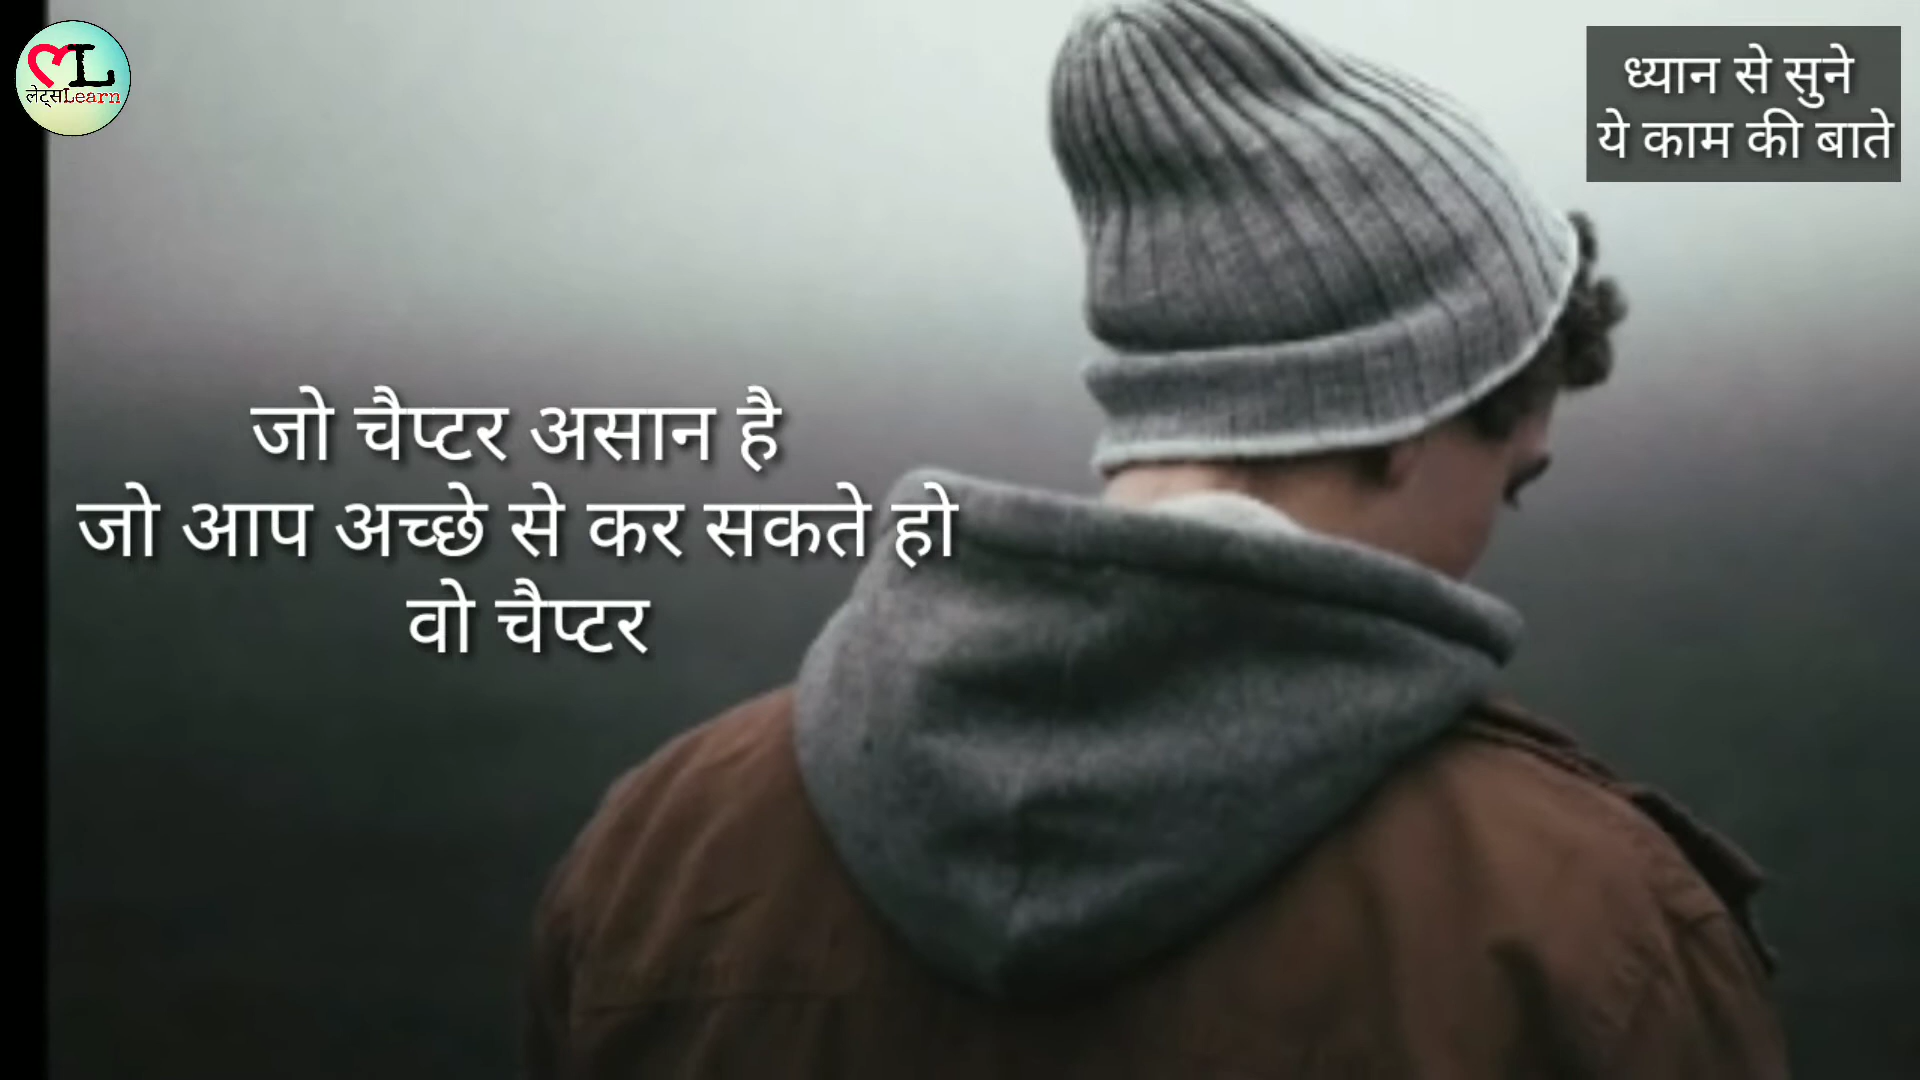 L
लेट्सLearn
ध्यान से सुने
ये काम की बाते
जो चैप्टर असान है
जो आप अच्छे से कर सकते हो
वो चैप्टर